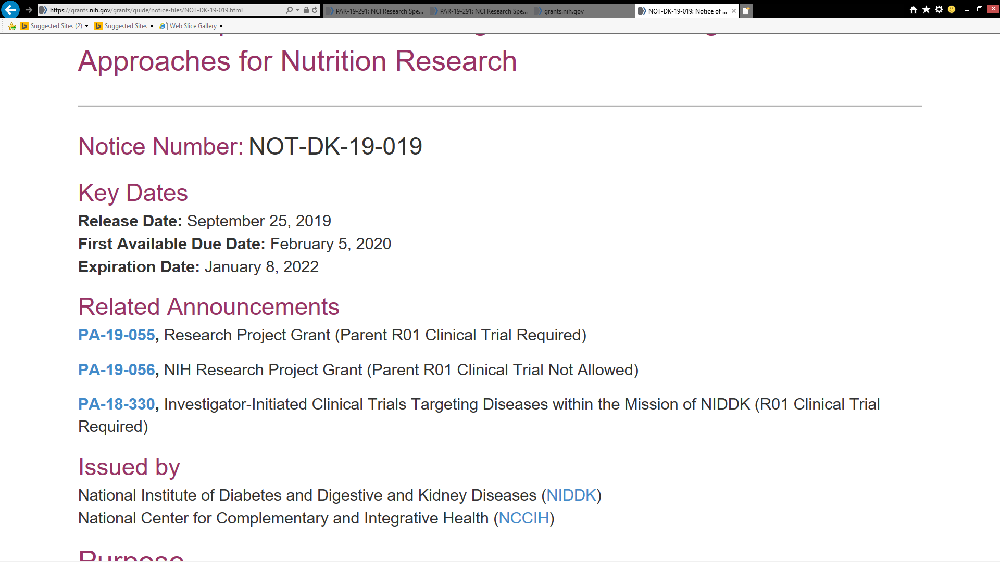 https://grants.nih.gov/grants/guide/notice-files/NOT-DK-19-019.html
PAR-19-291: NCI Research Spe...
PAR-19-291: NCI Research Spe...
grants.nih.gov
NOT-DK-19-019: Notice of ...
Suggested Sites (2)
Suggested Sites
Web Slice Gallery
Approaches for Nutrition Research
Notice Number: NOT-DK-19-019
Key Dates
Release Date: September 25, 2019
First Available Due Date: February 5, 2020
Expiration Date: January 8, 2022
Related Announcements
PA-19-055, Research Project Grant (Parent R01 Clinical Trial Required)
PA-19-056, NIH Research Project Grant (Parent R01 Clinical Trial Not Allowed)
PA-18-330, Investigator-Initiated Clinical Trials Targeting Diseases within the Mission of NIDDK (R01 Clinical Trial
Required)
Issued by
National Institute of Diabetes and Digestive and Kidney Diseases (NIDDK)
National Center for Complementary and Integrative Health (NCCIH)
Purpose